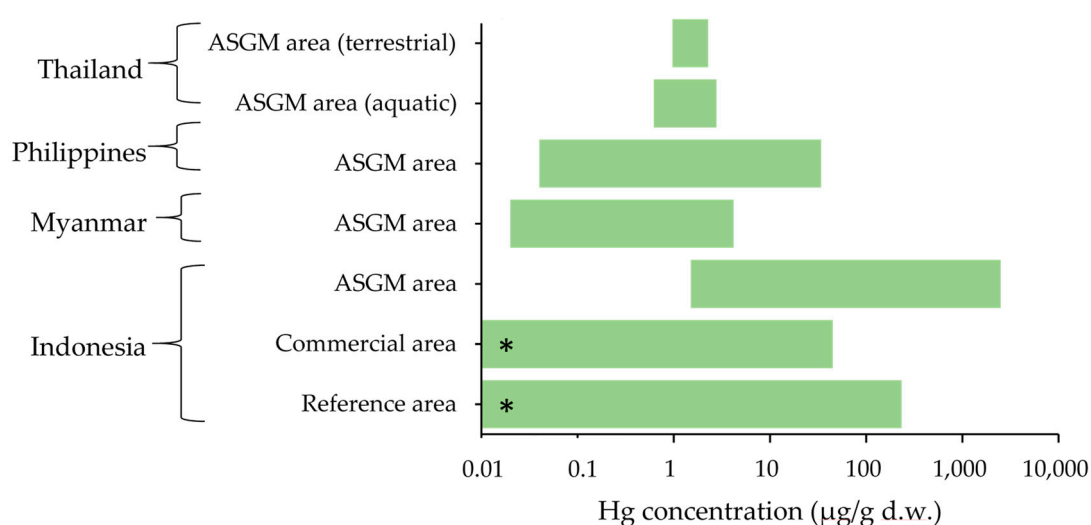 Thailand
ASGM area (terrestrial)
ASGM area (aquatic)
Philippines
ASGM area
Myanmar
ASGM area
Indonesia
ASGM area
Commercial area
*
Reference area
*
0.01 0.1 1 10 100 1,000 10,000
Hg concentration (µg/g d.w.)